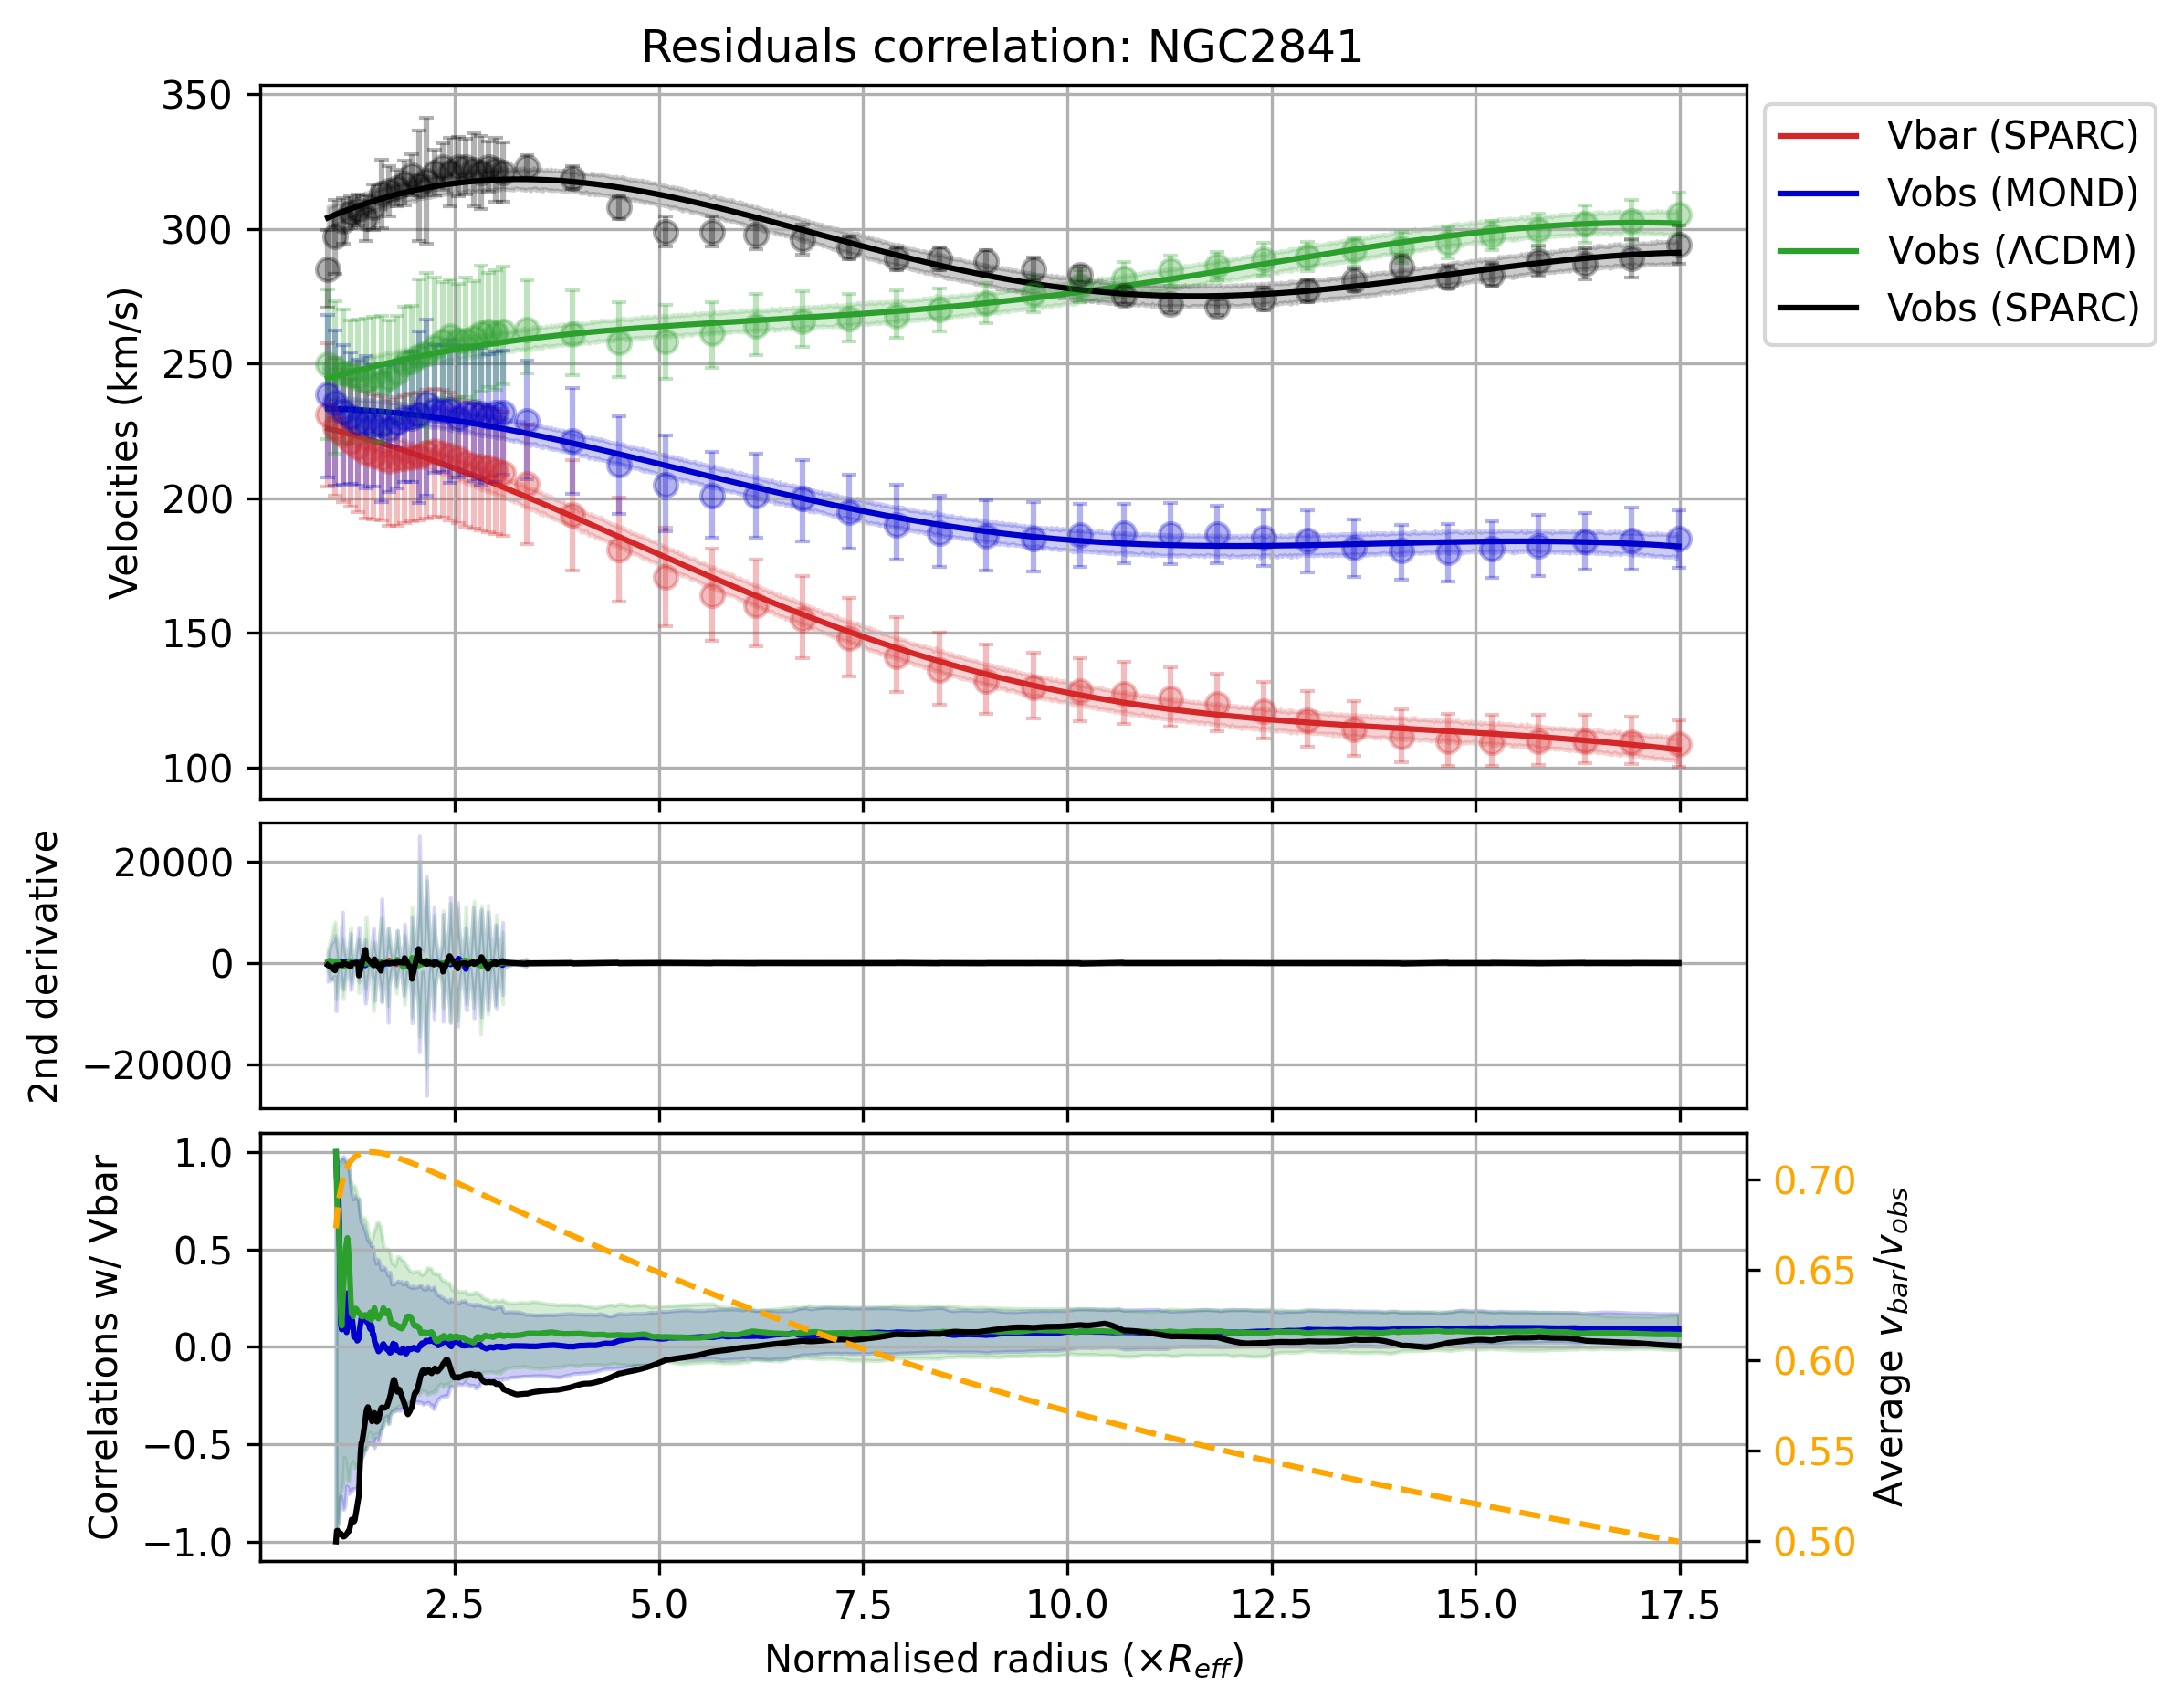 Residuals correlation: NGC2841
350
300
250
200
150
100
Velocities (km/s)
Vbar (SPARC)
Vobs (MOND)
Vobs (ΛCDM)
Vobs (SPARC)
20000
0
−20000
2nd derivative
1.0
0.5
0.0
−0.5
−1.0
Correlations w/ Vbar
0.70
0.65
0.60
0.55
0.50
Average v_bar/v_obs
2.5 5.0 7.5 10.0 12.5 15.0 17.5
Normalised radius (×R_eff)